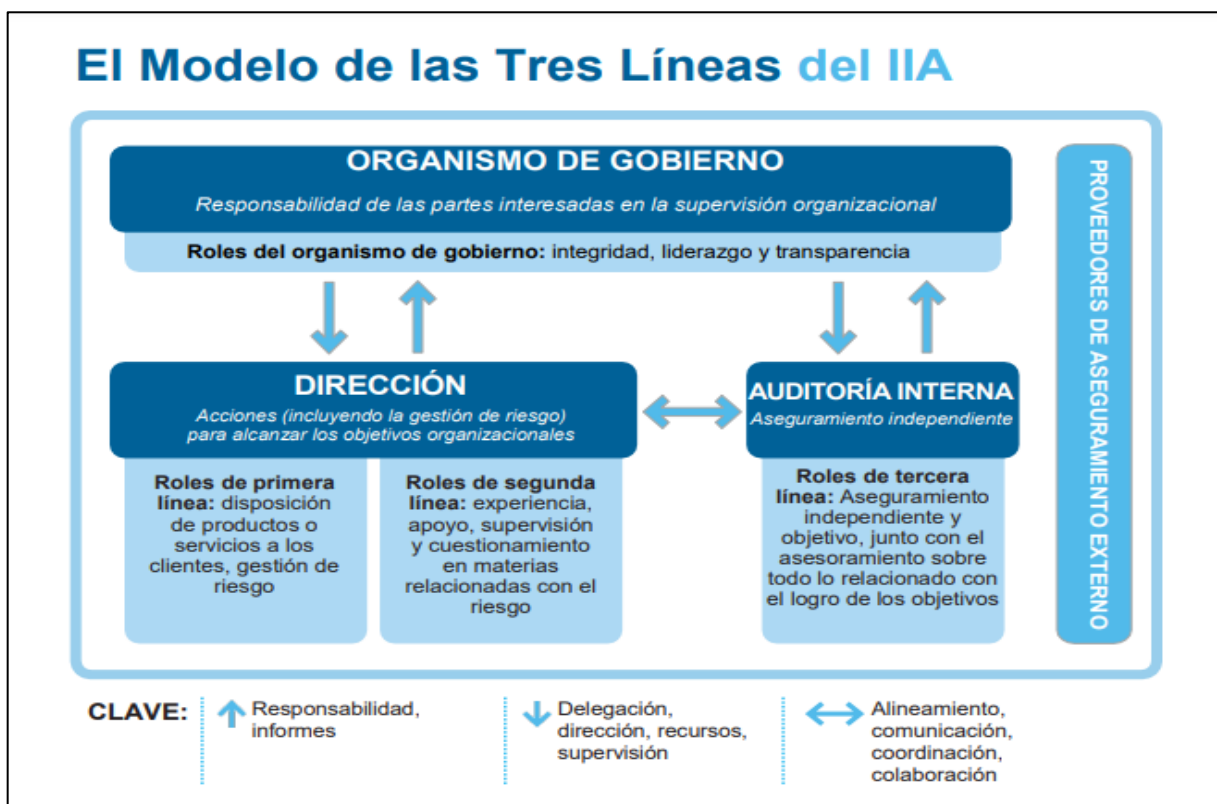 El Modelo de las Tres Líneas del IIA
ORGANISMO DE GOBIERNO
Responsabilidad de las partes interesadas en la supervisión organizacional
Roles del organismo de gobierno: integridad, liderazgo y transparencia
DIRECCIÓN
Acciones (incluyendo la gestión de riesgo)
para alcanzar los objetivos organizacionales
Roles de primera
línea: disposición
de productos o
servicios a los
clientes, gestión de
riesgo
Roles de segunda
línea: experiencia,
apoyo, supervisión
y cuestionamiento
en materias
relacionadas con el
riesgo
AUDITORÍA INTERNA
Aseguramiento independiente
Roles de tercera
línea: Aseguramiento
independiente y
objetivo, junto con el
asesoramiento sobre
todo lo relacionado con
el logro de los objetivos
PROVEEDORES DE ASEGURAMIENTO EXTERNO
CLAVE:
Responsabilidad,
informes
Delegación,
dirección, recursos,
supervisión
Alineamiento,
comunicación,
coordinación,
colaboración